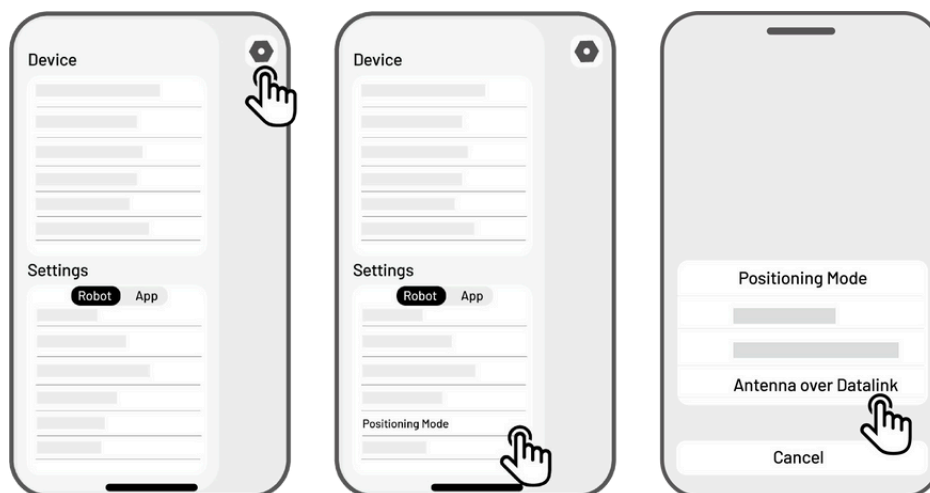 Device
Settings
Robot App
Device
Settings
Robot App
Positioning Mode
Positioning Mode
Antenna over Datalink
Cancel